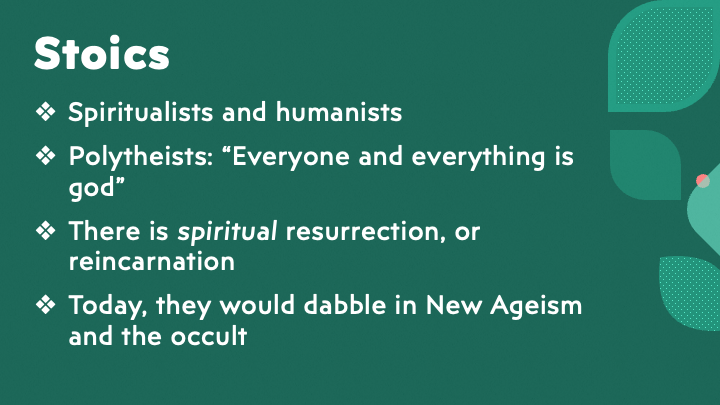 Stoics
❖ Spiritualists and humanists
❖ Polytheists: “Everyone and everything is
god”
❖ There is spiritual resurrection, or
reincarnation
❖ Today, they would dabble in New Ageism
and the occult